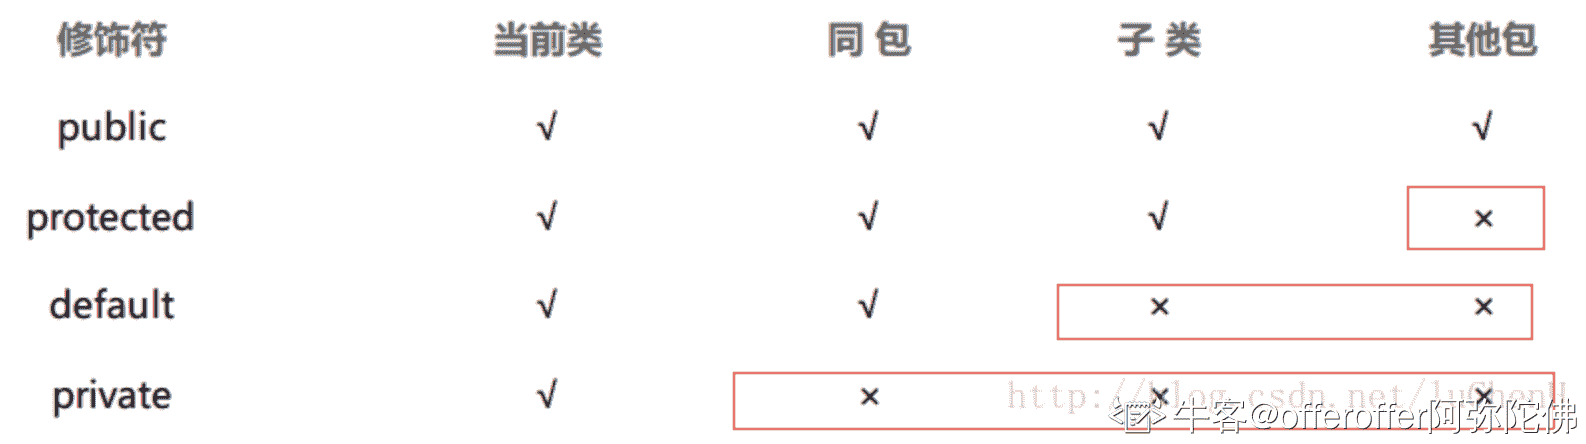 修饰符 当前类 同 包 子 类 其他包
public √ √ √ √
protected √ √ √ ×
default √ √ × ×
private √ × × ×
http://blog.csdn.net/
牛客@offeroffer阿弥陀佛